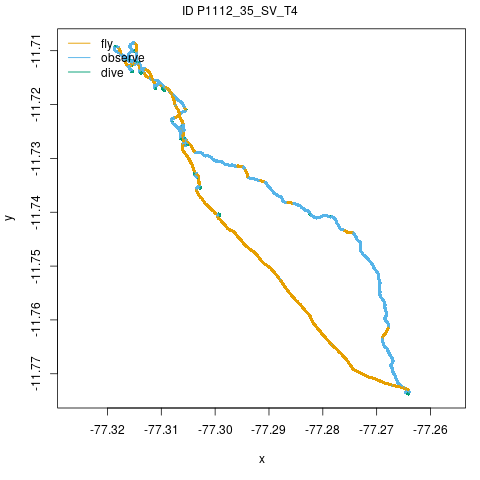 ID P1112_35_SV_T4
fly
observe
dive
-11.71
-11.72
-11.73
-11.74
-11.75
-11.76
-11.77
y
-77.32 -77.31 -77.30 -77.29 -77.28 -77.27 -77.26
x